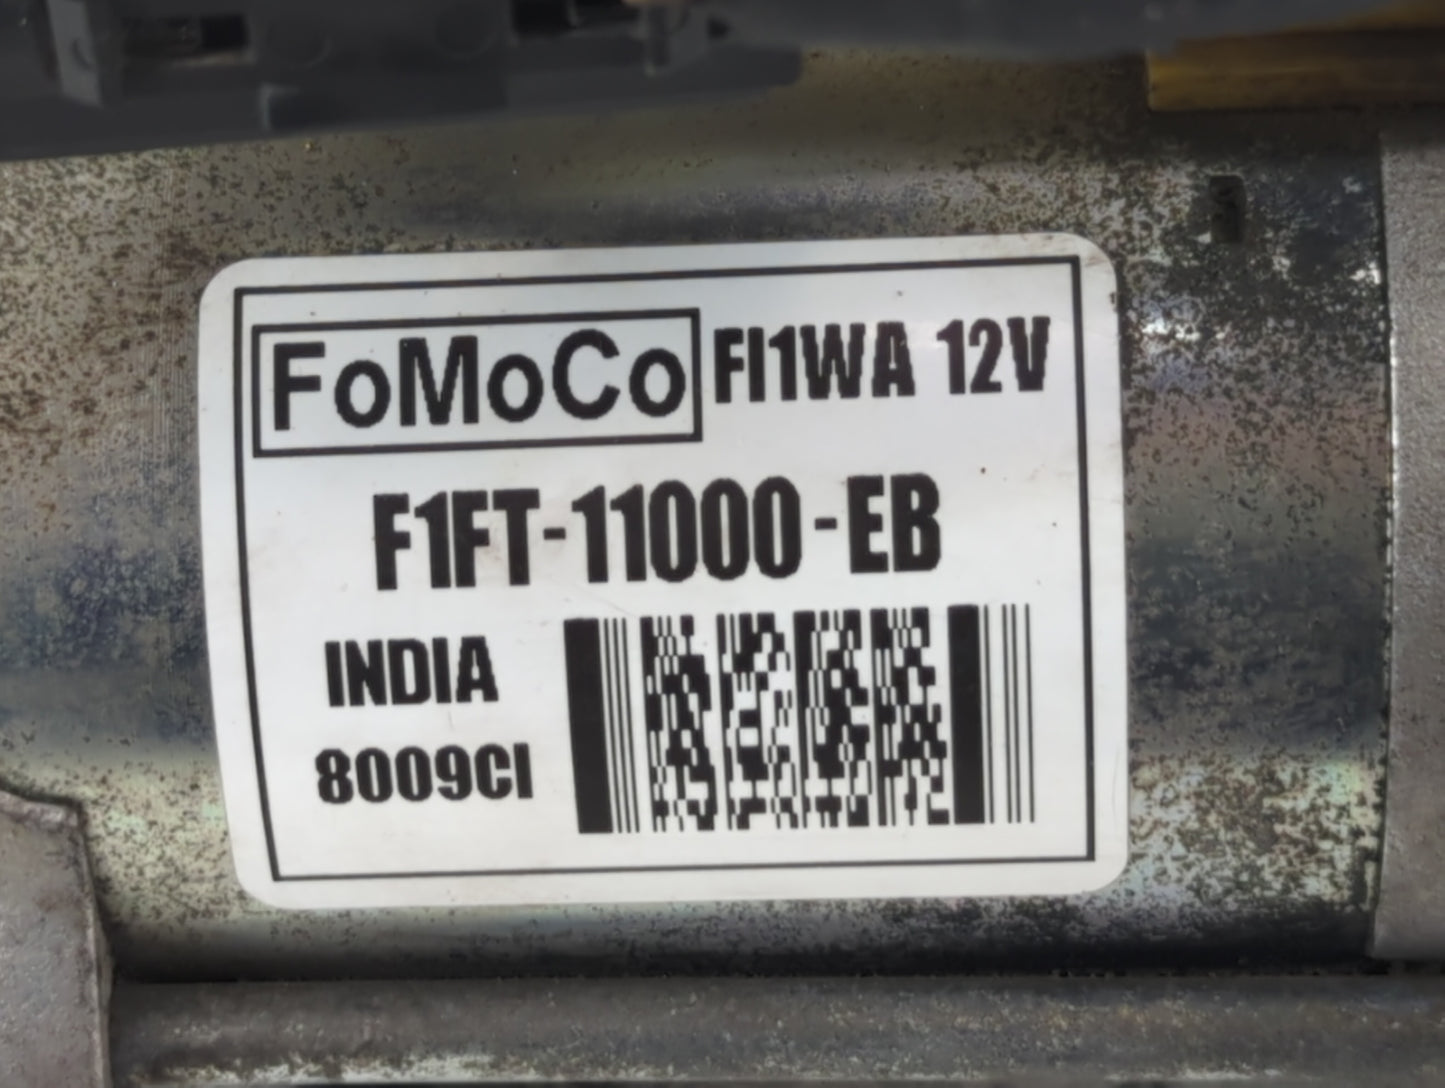 FoMoCo FI1WA 12V
F1FT-11000-EB
INDIA
8009CI